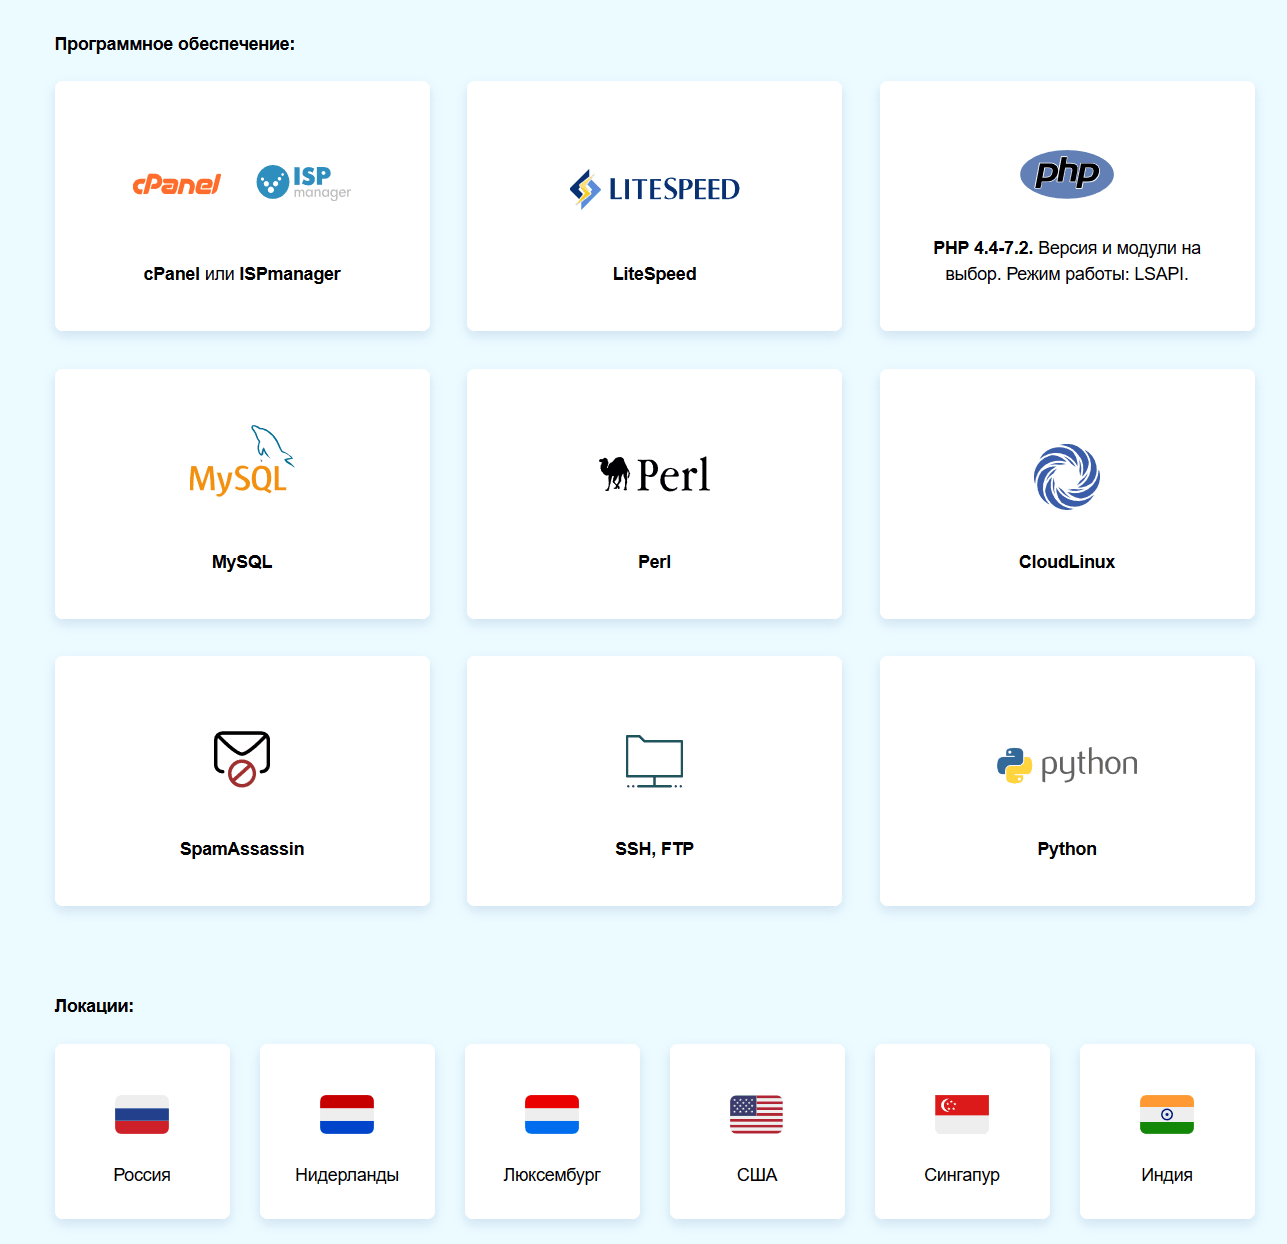 Программное обеспечение:
cPanel
ISP
manager
cPanel или ISPmanager
LITESPEED
LiteSpeed
php
PHP 4.4-7.2. Версия и модули на
выбор. Режим работы: LSAPI.
MySQL
MySQL
Perl
Perl
CloudLinux
SpamAssassin
SSH, FTP
python
Python
Локации:
Россия
Нидерланды
Люксембург
США
Сингапур
Индия